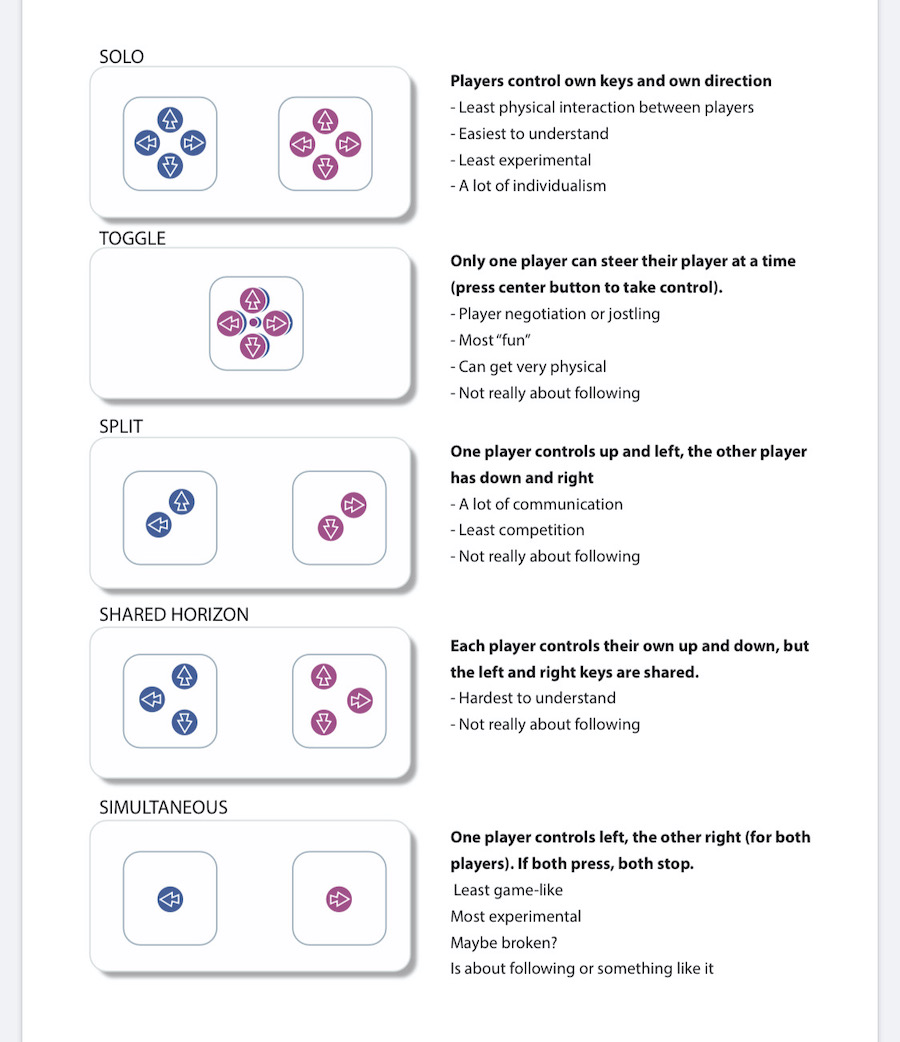 SOLO
Players control own keys and own direction
- Least physical interaction between players
- Easiest to understand
- Least experimental
- A lot of individualism
TOGGLE
Only one player can steer their player at a time
(press center button to take control).
- Player negotiation or jostling
- Most “fun”
- Can get very physical
- Not really about following
SPLIT
One player controls up and left, the other player
has down and right
- A lot of communication
- Least competition
- Not really about following
SHARED HORIZON
Each player controls their own up and down, but
the left and right keys are shared.
- Hardest to understand
- Not really about following
SIMULTANEOUS
One player controls left, the other right (for both
players). If both press, both stop.
Least game-like
Most experimental
Maybe broken?
Is about following or something like it